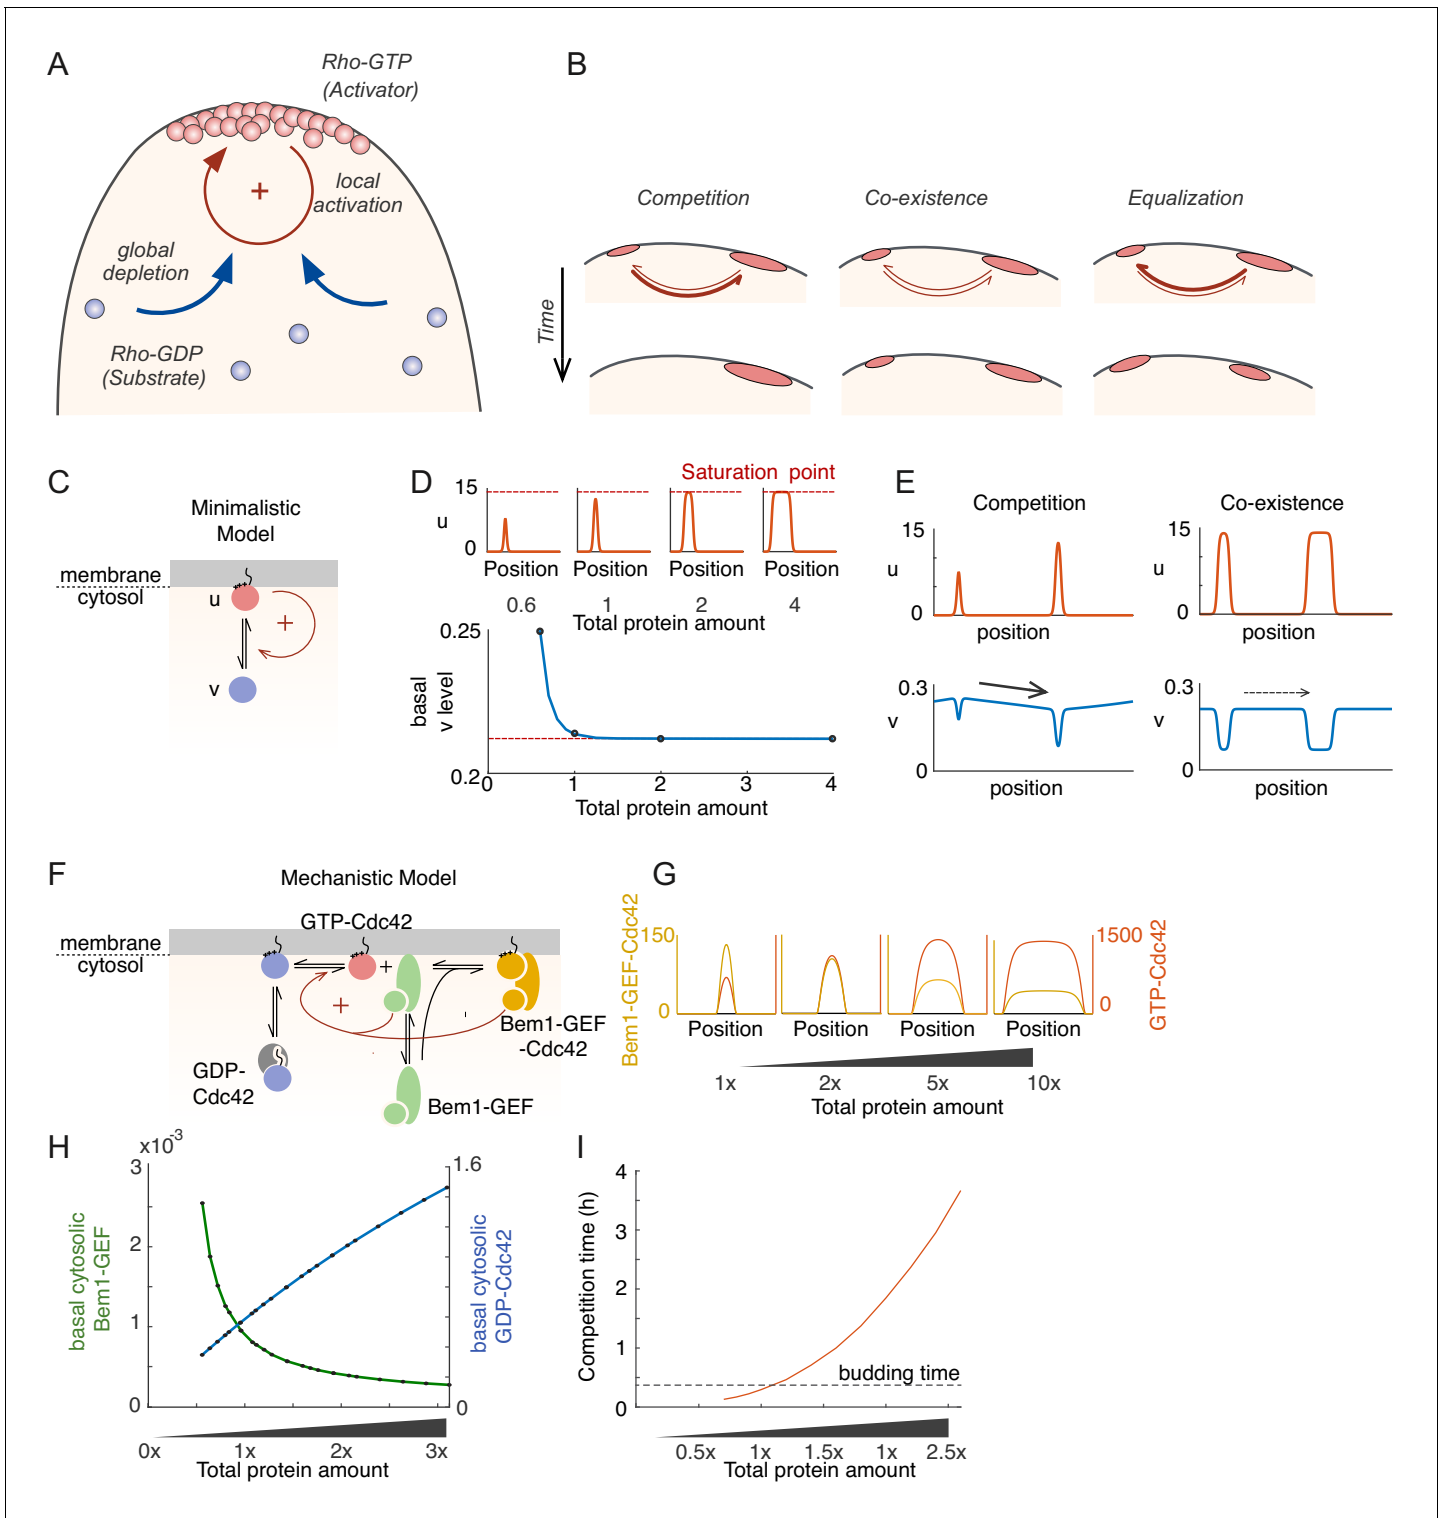 A
Rho-GTP
(Activator)
local
activation
+
global
depletion
Rho-GDP
(Substrate)
B
Competition
Co-existence
Equalization
Time
C
Minimalistic
Model
membrane
cytosol
u
+
v
D
Saturation point
15
u
0
Position
Position
Position
Position
0.6
1
2
4
Total protein amount
0.25
basal
v level
0.2
0
1
2
3
4
Total protein amount
E
Competition
Co-existence
15
u
0
position
15
u
0
position
0.3
v
0
position
0.3
v
0
position
F
Mechanistic Model
GTP-Cdc42
membrane
cytosol
+
+
Bem1-GEF
-Cdc42
GDP-
Cdc42
Bem1-GEF
G
Bem1-GEF-Cdc42
150
0
1500
0
GTP-Cdc42
Position
Position
Position
Position
1x
2x
5x
10x
Total protein amount
H
x10-3
3
2
1
0
basal cytosolic
Bem1-GEF
1.6
0
basal cytosolic
GDP-Cdc42
0x
1x
2x
3x
Total protein amount
I
4
3
2
1
0
Competition time (h)
budding time
0.5x
1x
1.5x
1x
2.5x
Total protein amount